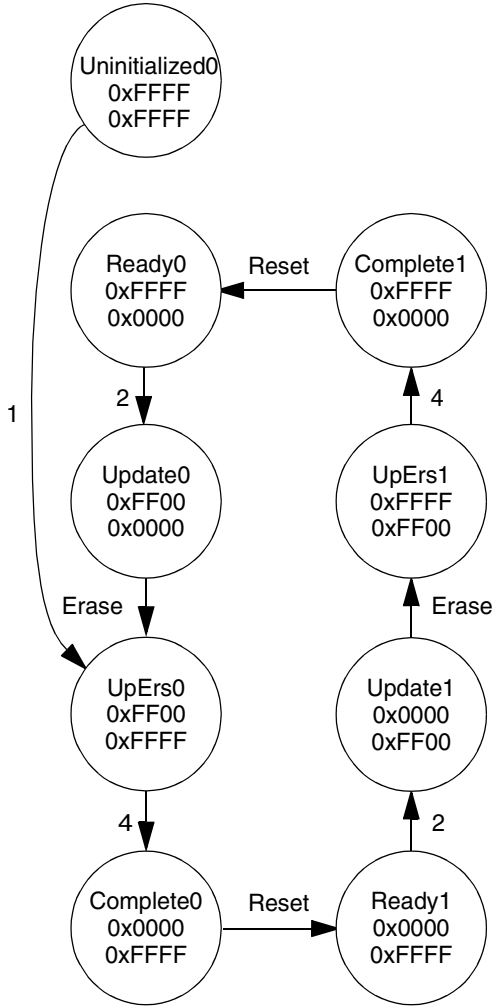 Uninitialized0
0xFFFF
0xFFFF
Ready0
0xFFFF
0x0000
Reset
Complete1
0xFFFF
0x0000
1
2
4
Update0
0xFF00
0x0000
UpErs1
0xFFFF
0xFF00
Erase
Erase
UpErs0
0xFF00
0xFFFF
Update1
0x0000
0xFF00
4
2
Complete0
0x0000
0xFFFF
Reset
Ready1
0x0000
0xFFFF